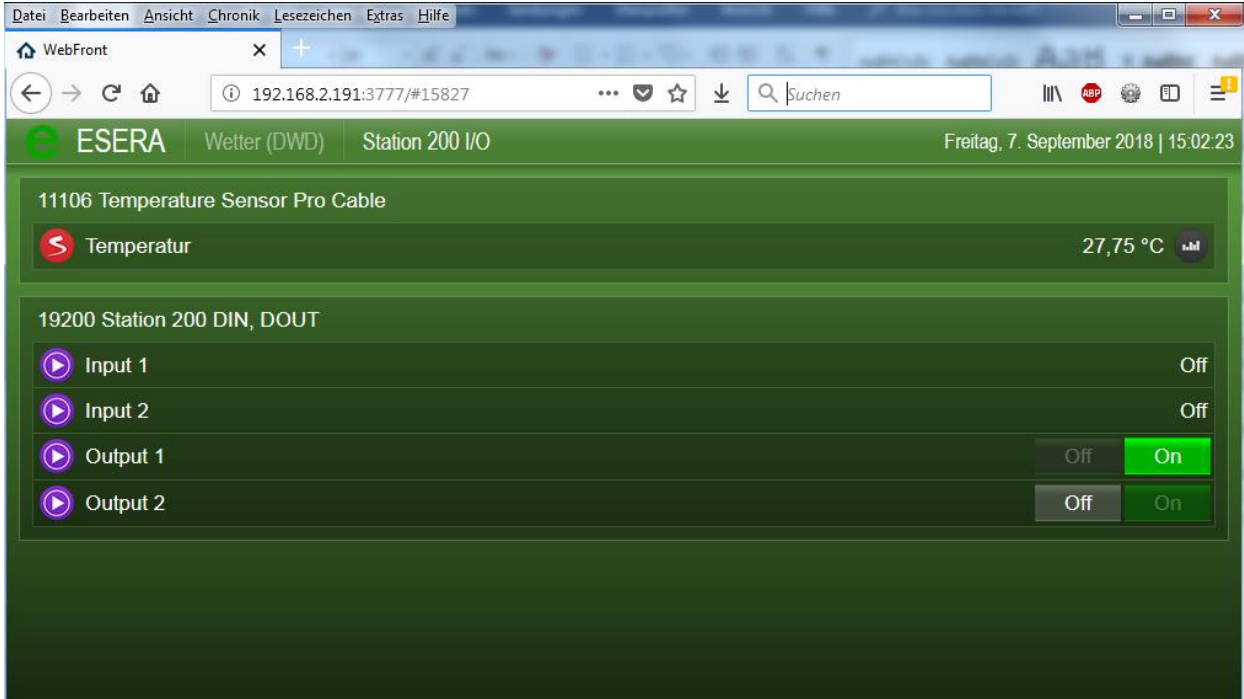 Datei Bearbeiten Ansicht Chronik Lesezeichen Extras Hilfe
WebFront
192.168.2.191:3777/#15827
Suchen
ABP
ESERA Wetter (DWD) Station 200 I/O Freitag, 7. September 2018 | 15:02:23
11106 Temperature Sensor Pro Cable
Temperatur 27,75 °C
19200 Station 200 DIN, DOUT
Input 1 Off
Input 2 Off
Output 1 Off On
Output 2 Off On